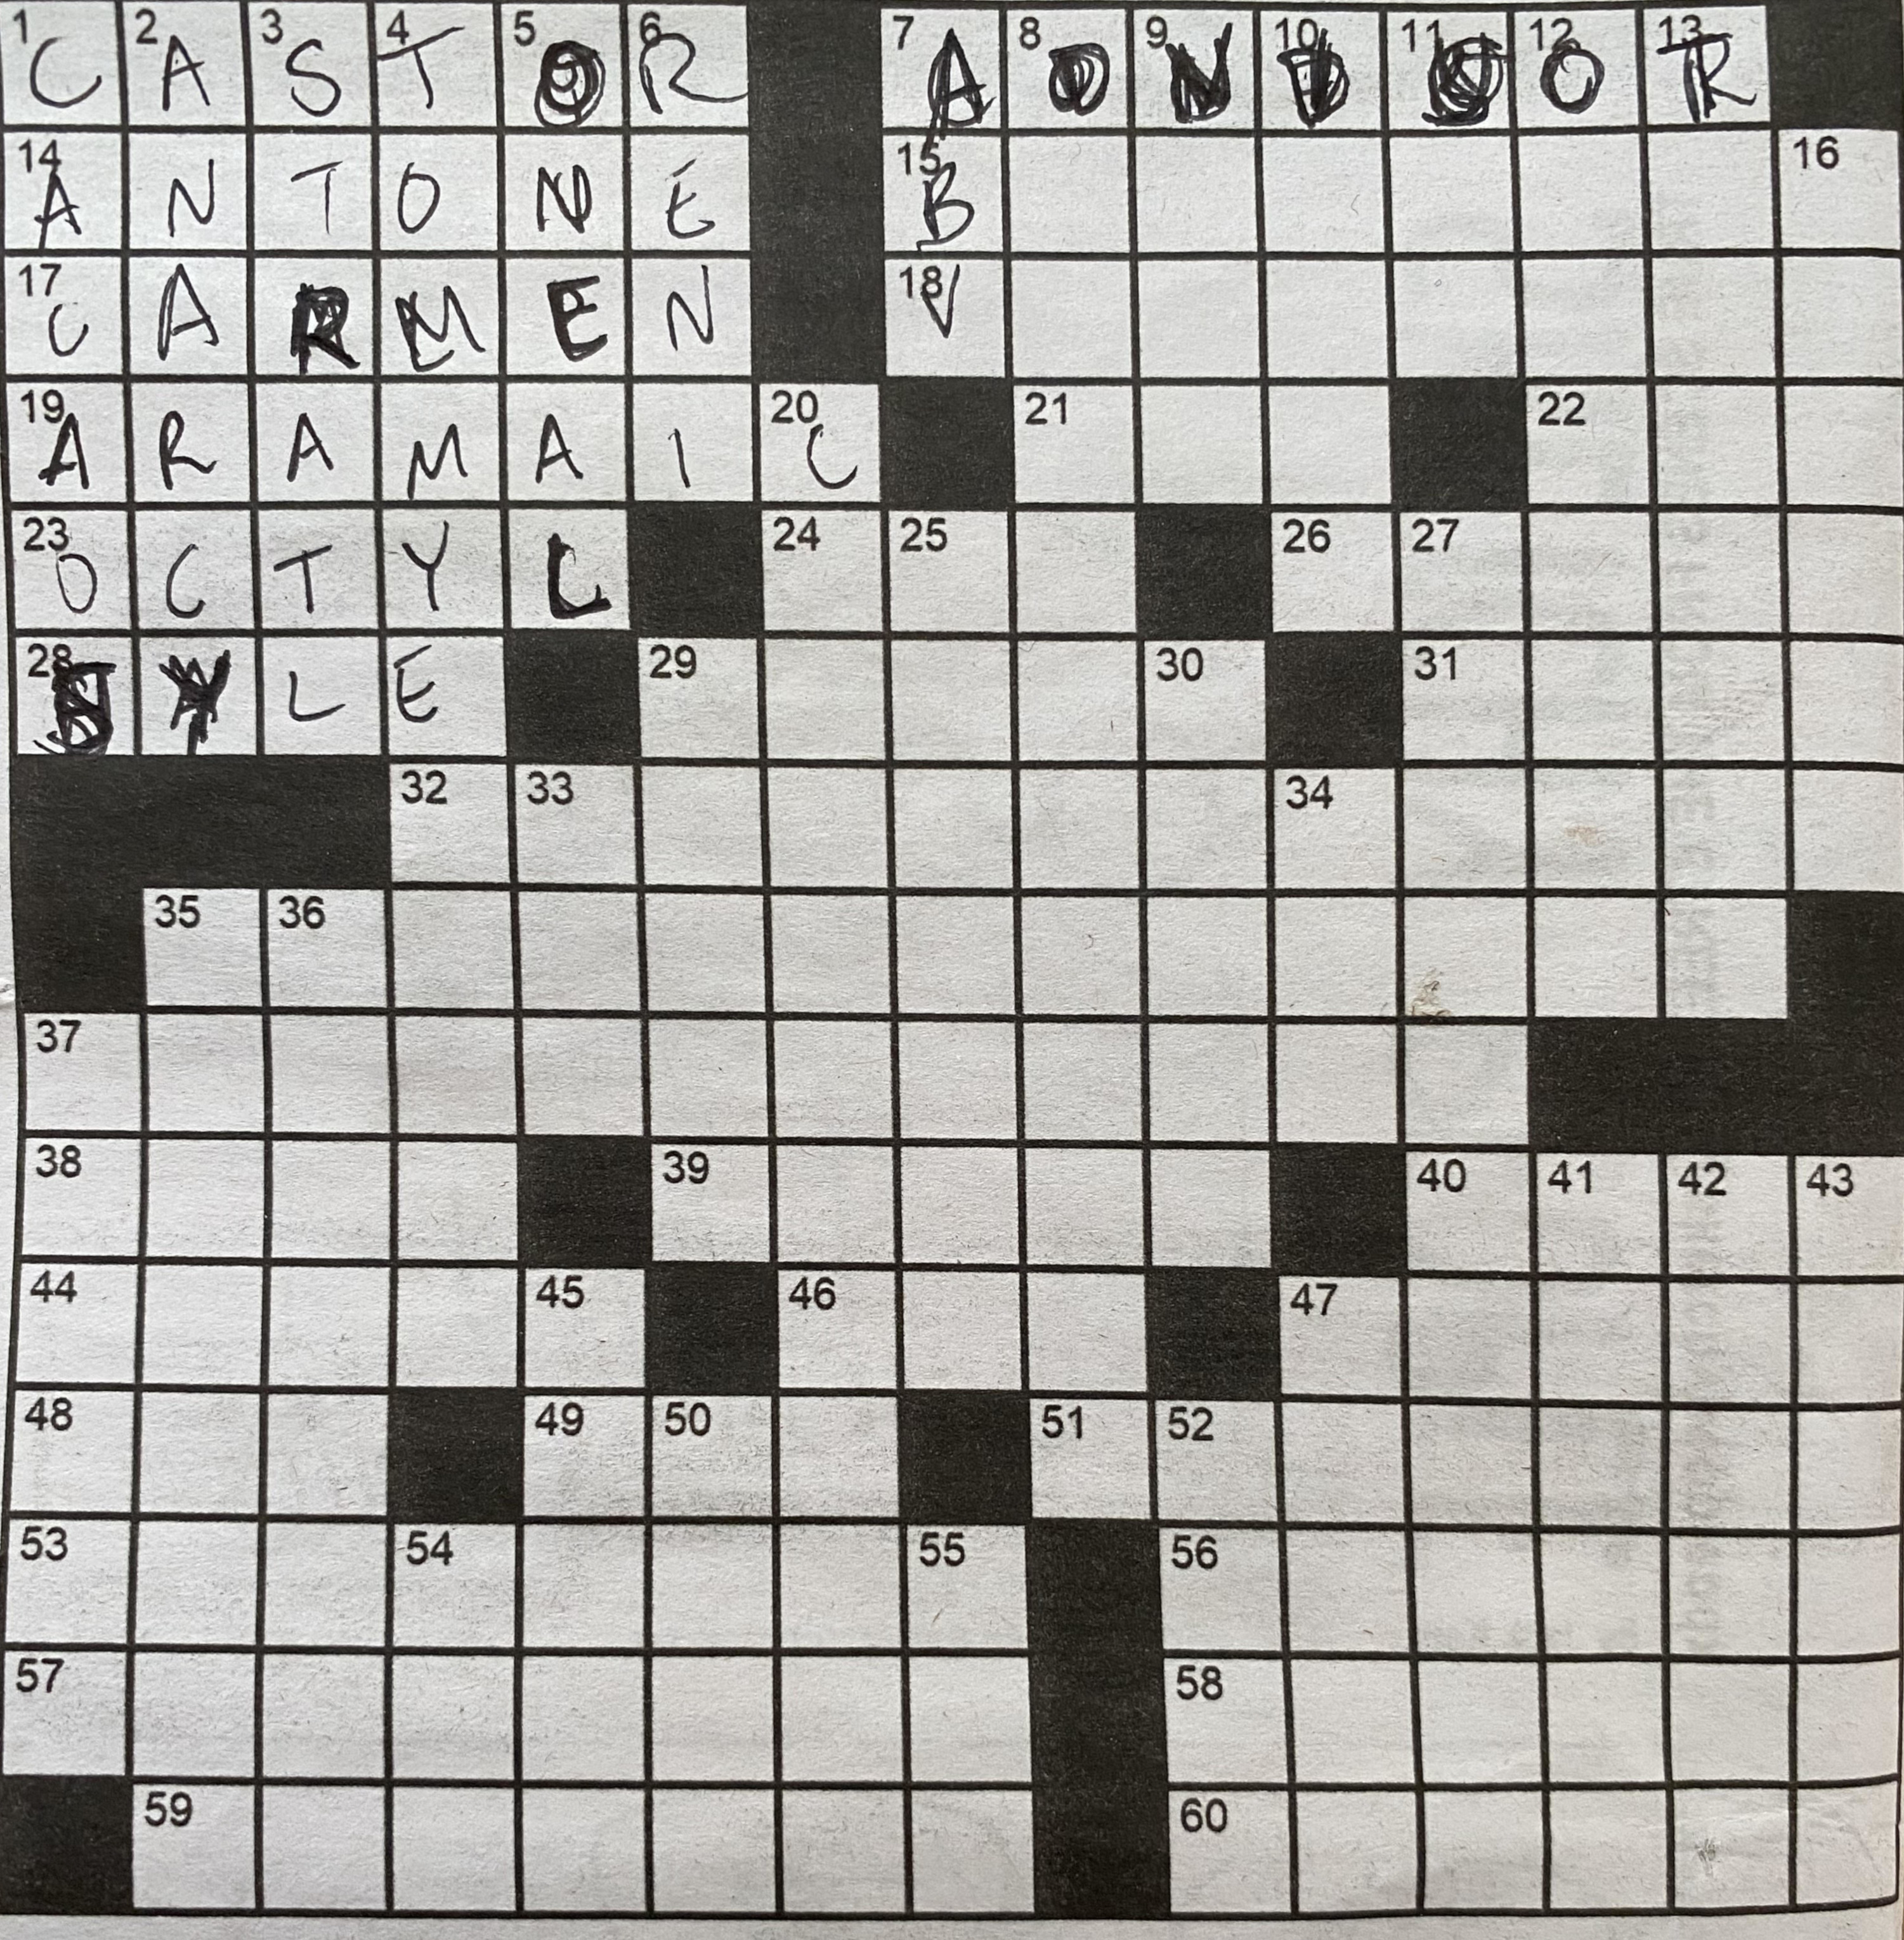 1 2 3 4 5 6 7 8 9 10 11 12 13
C A S T O R A O R
14 15 16
A N T O N E B
17 18
C A R M E N V
19 20 21 22
A R A M A I C
23 24 25 26 27
O C T Y L
28 29 30 31
S Y L E
32 33 34
35 36
37
38 39 40 41 42 43
44 45 46 47
48 49 50 51 52
53 54 55 56
57 58
59 60